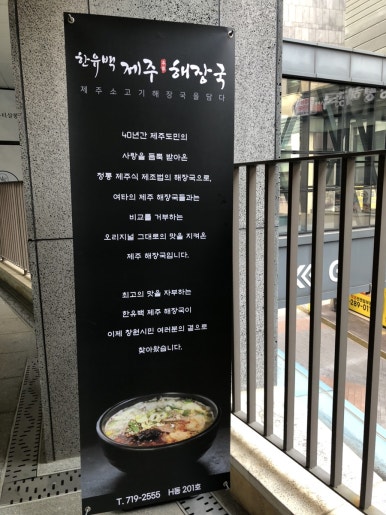 한유백 제주 해장국
제주소고기해장국을담다
40년간 제주도민의
사랑을 듬뿍 받아온
정통 제주식 제조법의 해장국으로,
여타의 제주 해장국들과는
비교를 거부하는
오리지널 그대로의 맛을 지켜온
제주 해장국입니다.
최고의 맛을 자부하는
한유백 제주 해장국이
이제 창원시민 여러분의 곁으로
찾아왔습니다.
T. 719-2555 H동 201호